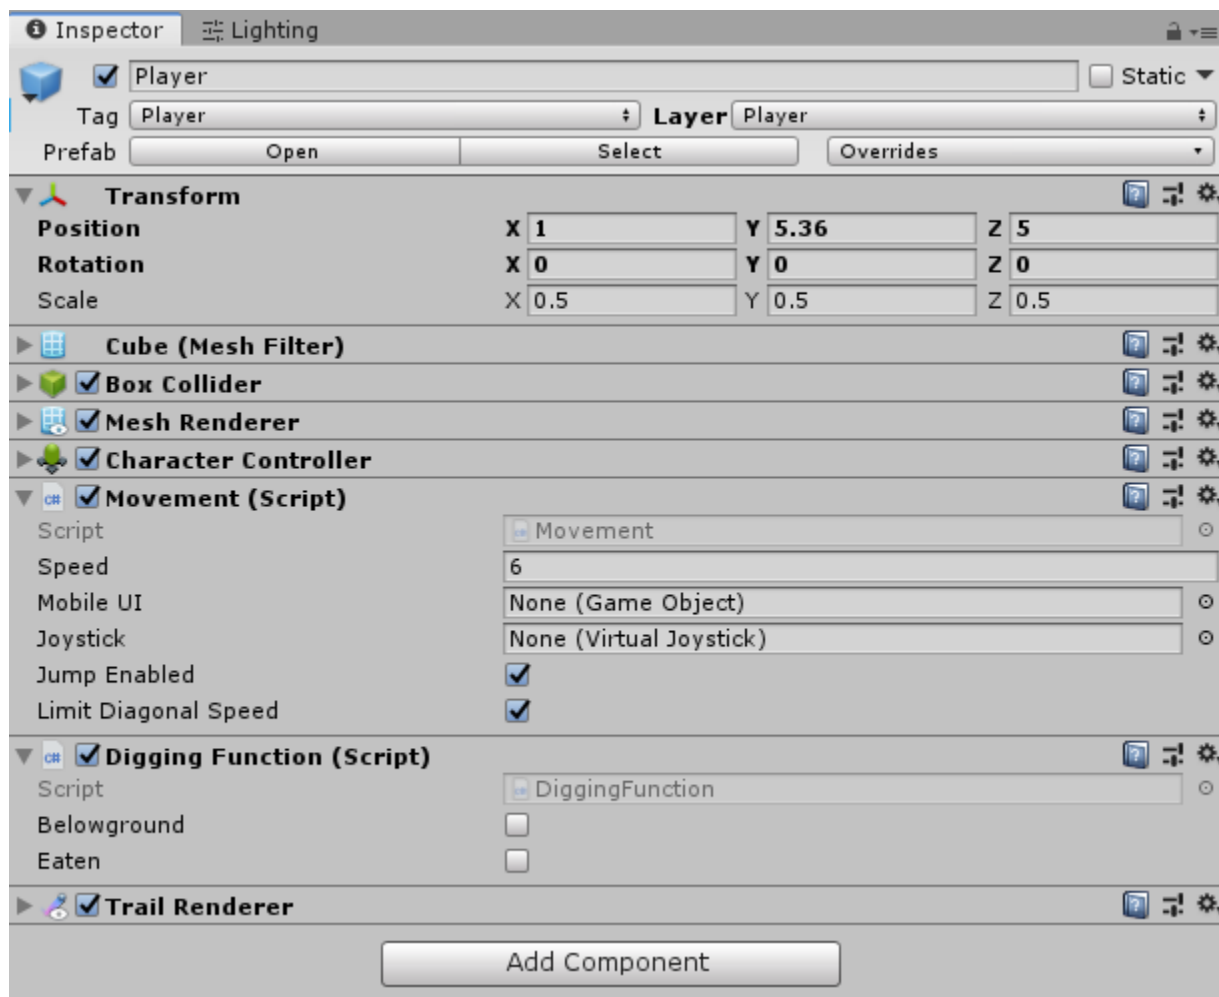 Inspector Lighting
Player Static
Tag Player Layer Player
Prefab Open Select Overrides
Transform
Position X 1 Y 5.36 Z 5
Rotation X 0 Y 0 Z 0
Scale X 0.5 Y 0.5 Z 0.5
Cube (Mesh Filter)
Box Collider
Mesh Renderer
Character Controller
C# Movement (Script)
Script Movement
Speed 6
Mobile UI None (Game Object)
Joystick None (Virtual Joystick)
Jump Enabled
Limit Diagonal Speed
C# Digging Function (Script)
Script DiggingFunction
Belowground
Eaten
Trail Renderer
Add Component